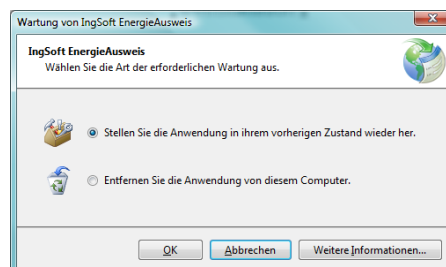 Wartung von IngSoft EnergieAusweis
IngSoft EnergieAusweis
Wählen Sie die Art der erforderlichen Wartung aus.
Stellen Sie die Anwendung in ihrem vorherigen Zustand wieder her.
Entfernen Sie die Anwendung von diesem Computer.
OK
Abbrechen
Weitere Informationen...